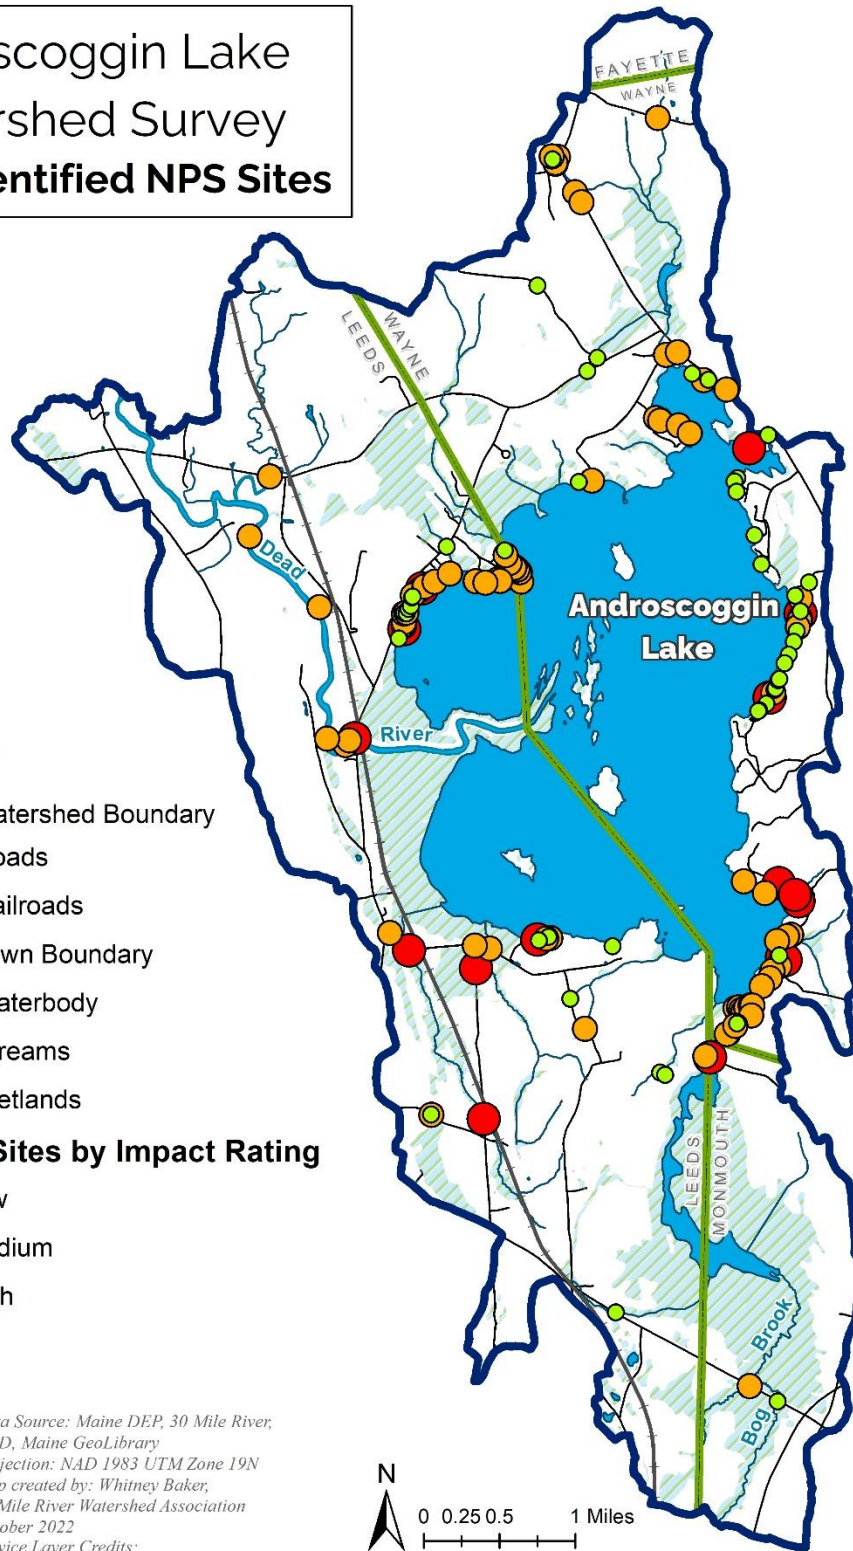 scoggin Lake
rshed Survey
entified NPS Sites
FAYETTE
WAYNE
WAYNE
LEEDS
Dead
River
Androscoggin
Lake
atershed Boundary
oads
ailroads
wn Boundary
aterbody
reams
etlands
Sites by Impact Rating
w
dium
h
LEEDS
MONMOUTH
Brook
Bog
a Source: Maine DEP, 30 Mile River,
D, Maine GeoLibrary
jection: NAD 1983 UTM Zone 19N
p created by: Whitney Baker,
Mile River Watershed Association
ober 2022
vice Layer Credits:
N
0 0.25 0.5 1 Miles